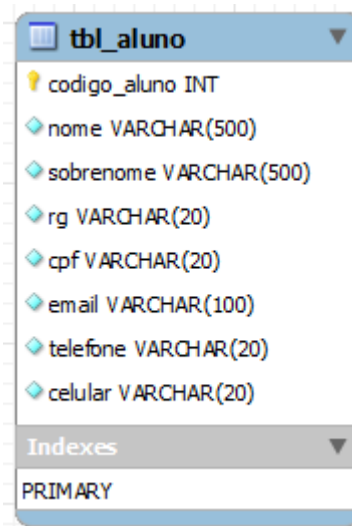 tbl_aluno
codigo_aluno INT
nome VARCHAR(500)
sobrenome VARCHAR(500)
rg VARCHAR(20)
cpf VARCHAR(20)
email VARCHAR(100)
telefone VARCHAR(20)
celular VARCHAR(20)
Indexes
PRIMARY